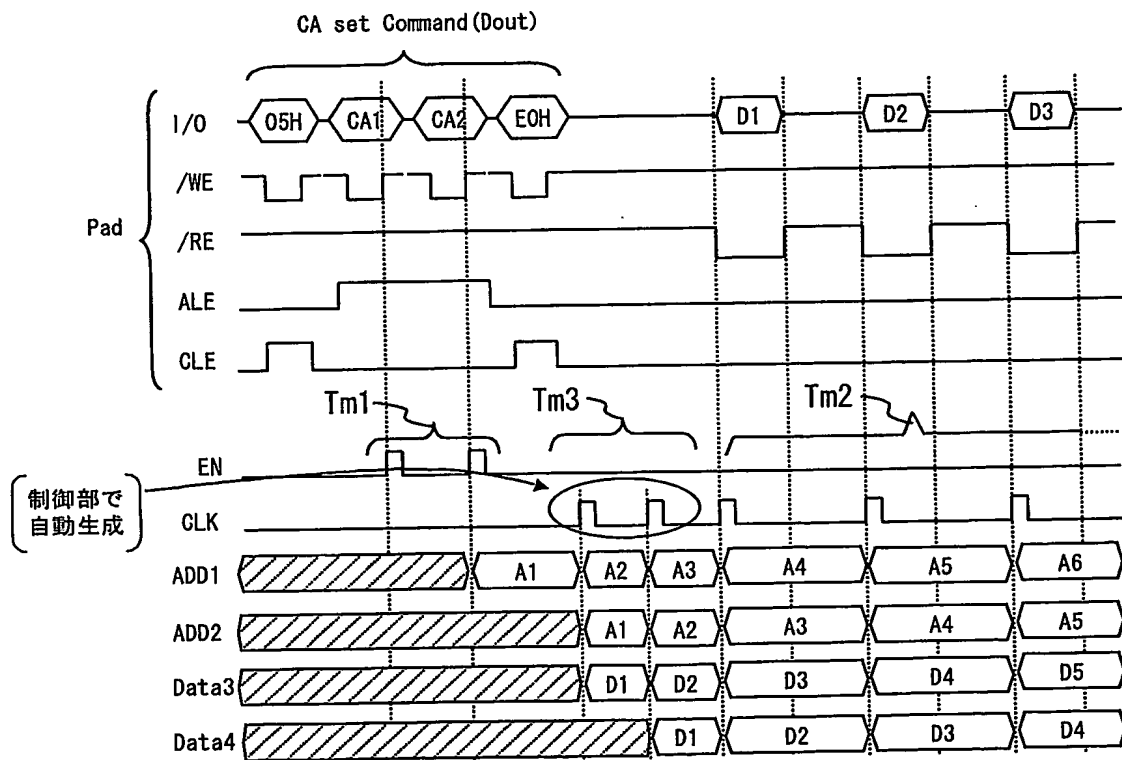 CA set Command(Dout)
Pad
I/O 05H CA1 CA2 E0H D1 D2 D3
/WE
/RE
ALE
CLE
Tm1 Tm3 Tm2
EN
制御部で
自動生成
CLK
ADD1 A1 A2 A3 A4 A5 A6
ADD2 A1 A2 A3 A4 A5
Data3 D1 D2 D3 D4 D5
Data4 D1 D2 D3 D4